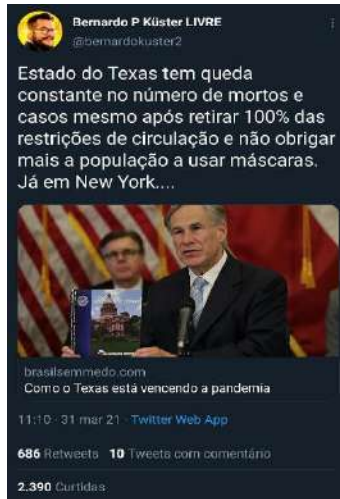 Bernardo P Küster LIVRE
@bernardokuster2
Estado do Texas tem queda
constante no número de mortos e
casos mesmo após retirar 100% das
restrições de circulação e não obrigar
mais a população a usar máscaras.
Já em New York....
brasilsemmedo.com
Como o Texas está vencendo a pandemia
11:10 · 31 mar 21 · Twitter Web App
686 Retweets 10 Tweets com comentário
2.390 Curtidas